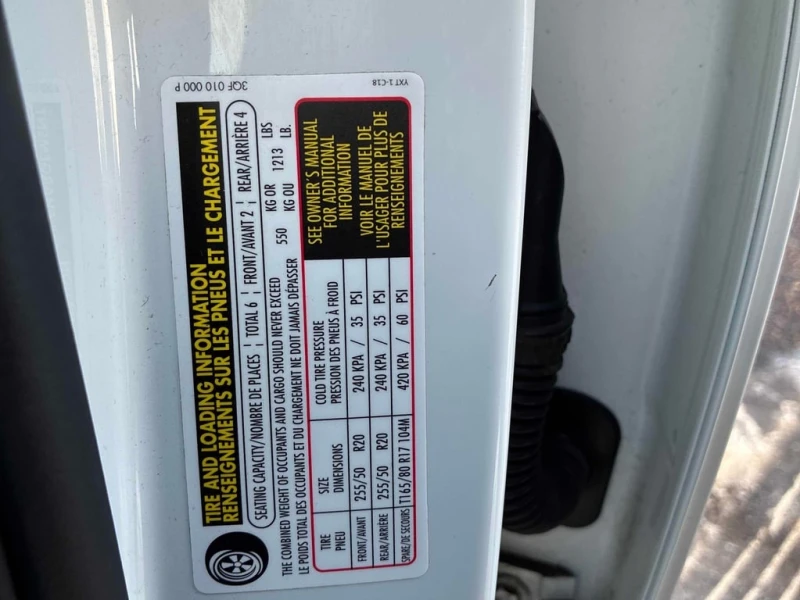 TIRE AND LOADING INFORMATION
RENSEIGNEMENTS SUR LES PNEUS ET LE CHARGEMENT
SEATING CAPACITY/NOMBRE DE PLACES | TOTAL 6 | FRONT/AVANT 2 | REAR/ARRIÈRE 4
THE COMBINED WEIGHT OF OCCUPANTS AND CARGO SHOULD NEVER EXCEED 550 KG OR 1213 LBS
LE POIDS TOTAL DES OCCUPANTS ET DU CHARGEMENT NE DOIT JAMAIS DÉPASSER KG OU LB.
TIRE
PNEU
SIZE
DIMENSIONS
COLD TIRE PRESSURE
PRESSION DES PNEUS À FROID
FRONT/AVANT 255/50 R20 240 KPA / 35 PSI
REAR/ARRIÈRE 255/50 R20 240 KPA / 35 PSI
SPARE/DE SECOURS T165/80 R17 104M 420 KPA / 60 PSI
SEE OWNER'S MANUAL
FOR ADDITIONAL
INFORMATION
VOIR LE MANUEL DE
L'USAGER POUR PLUS DE
RENSEIGNEMENTS
3QF 010 000 P
YXT 1-C18